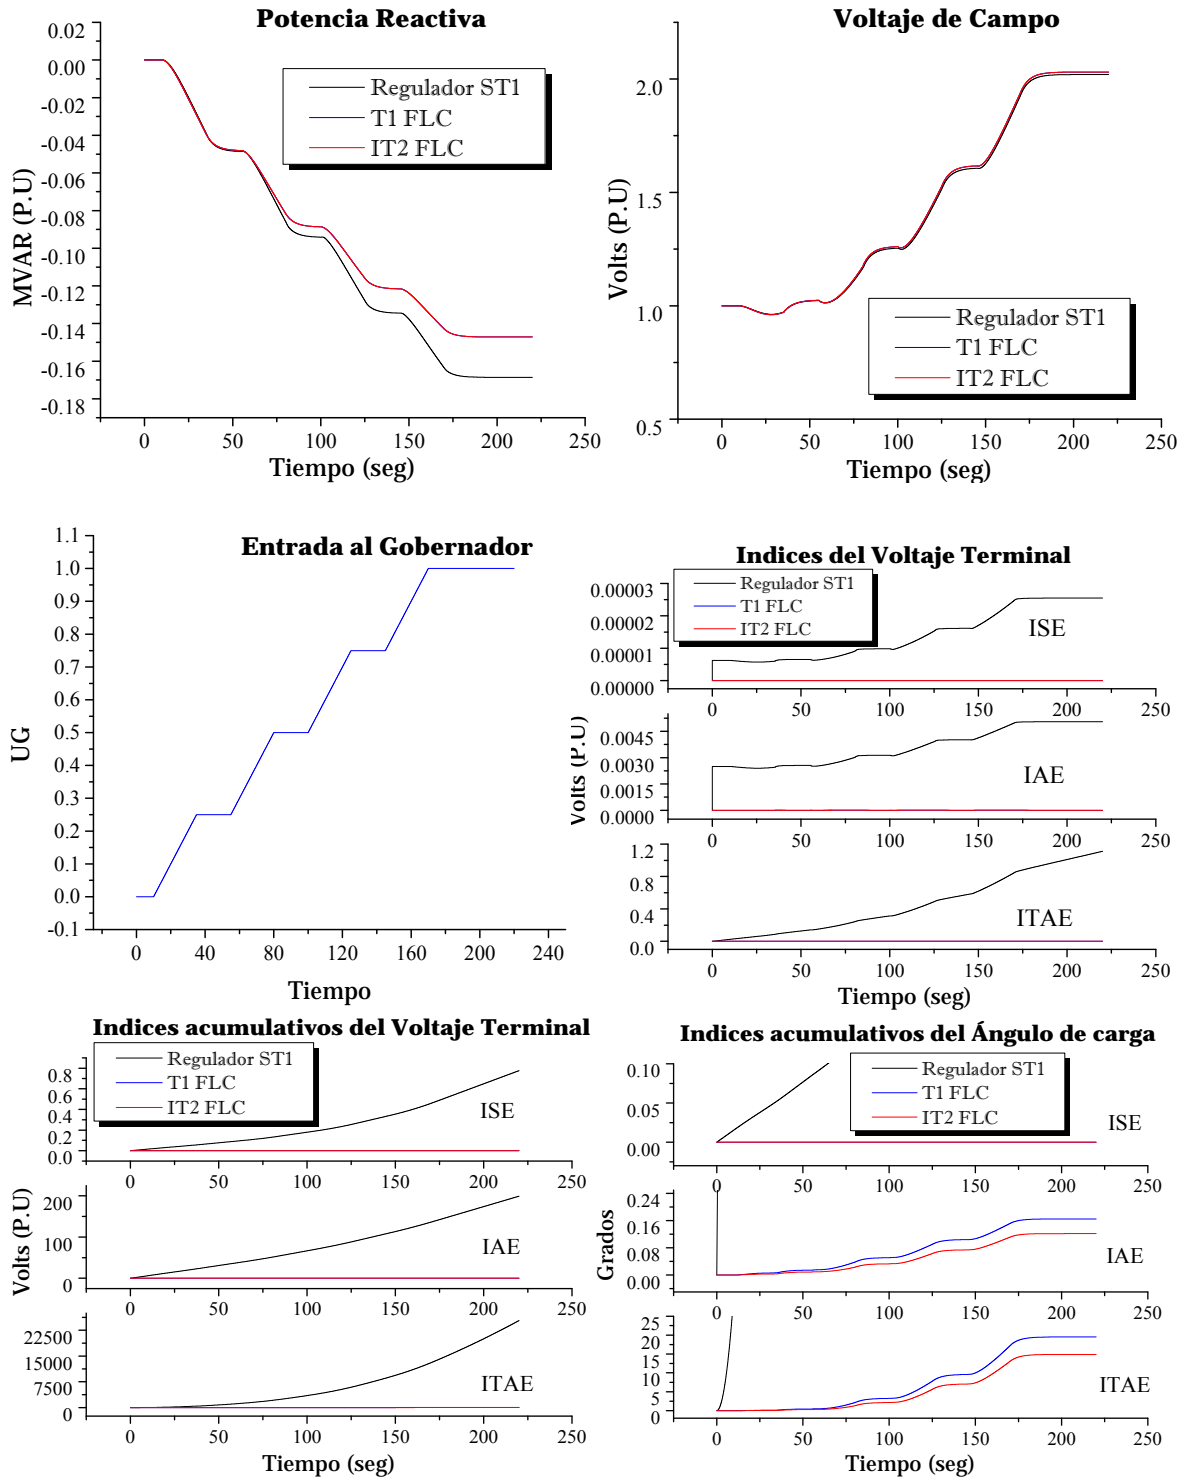 Potencia Reactiva
0.02
0.00
-0.02
-0.04
-0.06
-0.08
-0.10
-0.12
-0.14
-0.16
-0.18
MVAR (P.U)
Regulador ST1
T1 FLC
IT2 FLC
0 50 100 150 200 250
Tiempo (seg)
Voltaje de Campo
2.0
1.5
1.0
0.5
Volts (P.U)
Regulador ST1
T1 FLC
IT2 FLC
0 50 100 150 200 250
Tiempo (seg)
Entrada al Gobernador
1.1
1.0
0.9
0.8
0.7
0.6
0.5
0.4
0.3
0.2
0.1
0.0
-0.1
UG
0 40 80 120 160 200 240
Tiempo
Indices del Voltaje Terminal
Regulador ST1
T1 FLC
IT2 FLC
0.00003
0.00002
0.00001
0.00000
ISE
0 50 100 150 200 250
Volts (P.U)
0.0045
0.0030
0.0015
0.0000
IAE
0 50 100 150 200 250
1.2
0.8
0.4
0.0
ITAE
0 50 100 150 200 250
Tiempo (seg)
Indices acumulativos del Voltaje Terminal
Regulador ST1
T1 FLC
IT2 FLC
0.8
0.6
0.4
0.2
0.0
ISE
0 50 100 150 200 250
Volts (P.U)
200
100
0
IAE
0 50 100 150 200 250
22500
15000
7500
0
ITAE
0 50 100 150 200 250
Tiempo (seg)
Indices acumulativos del Ángulo de carga
Regulador ST1
T1 FLC
IT2 FLC
0.10
0.05
0.00
ISE
0 50 100 150 200 250
Grados
0.24
0.16
0.08
0.00
IAE
0 50 100 150 200 250
25
20
15
10
5
0
ITAE
0 50 100 150 200 250
Tiempo (seg)